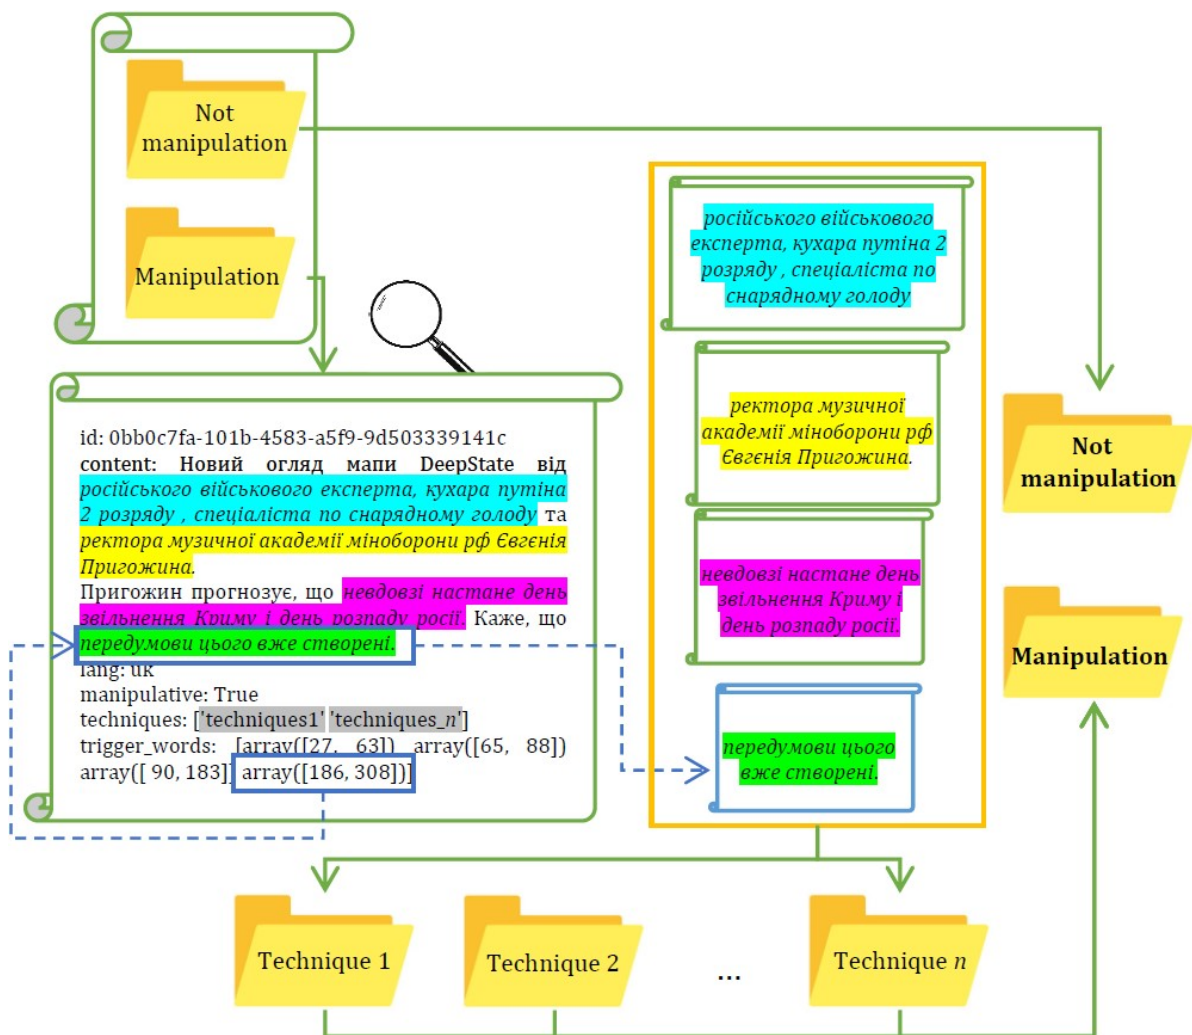 Not
manipulation
Manipulation
id: 0bb0c7fa-101b-4583-a5f9-9d503339141c
content: Новий огляд мапи DeepState від
російського військового експерта, кухара путіна
2 розряду , спеціаліста по снарядному голоду та
ректора музичної академії міноборони рф Євгенія
Пригожина.
Пригожин прогнозує, що невдовзі настане день
звільнення Криму і день розпаду росії. Каже, що
передумови цього вже створені.
lang: uk
manipulative: True
techniques: ['techniques1' 'techniques_n']
trigger_words: [array([27, 63]) array([65, 88])
array([ 90, 183]] array([186, 308])]
російського військового
експерта, кухара путіна 2
розряду , спеціаліста по
снарядному голоду
ректора музичної
академії міноборони рф
Євгенія Пригожина.
невдовзі настане день
звільнення Криму і
день розпаду росії.
передумови цього
вже створені.
Not
manipulation
Manipulation
Technique 1
Technique 2
...
Technique n